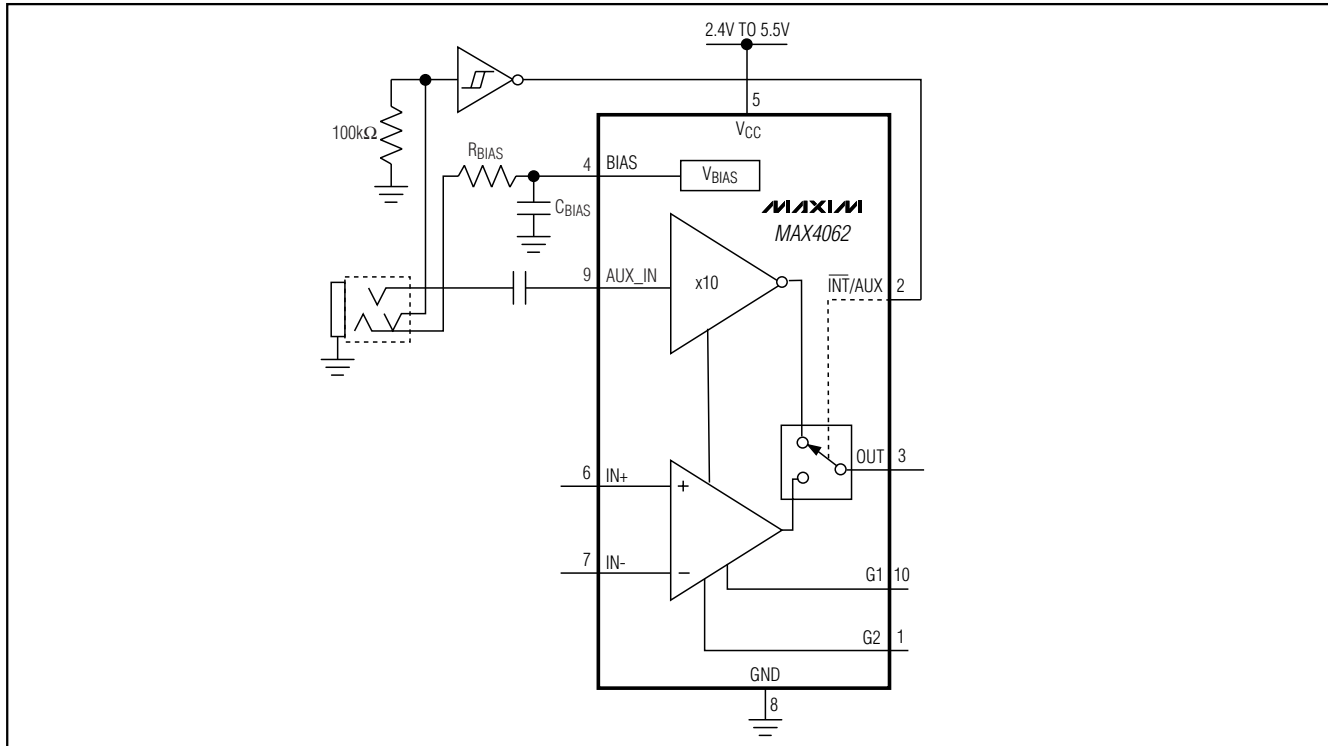 2.4V TO 5.5V
5
VCC
100kΩ
RBIAS
4
BIAS
VBIAS
CBIAS
MAXIM
MAX4062
9
AUX_IN
x10
I̅N̅T̅/AUX
2
OUT
3
6
IN+
+
7
IN-
−
G1
10
G2
1
GND
8